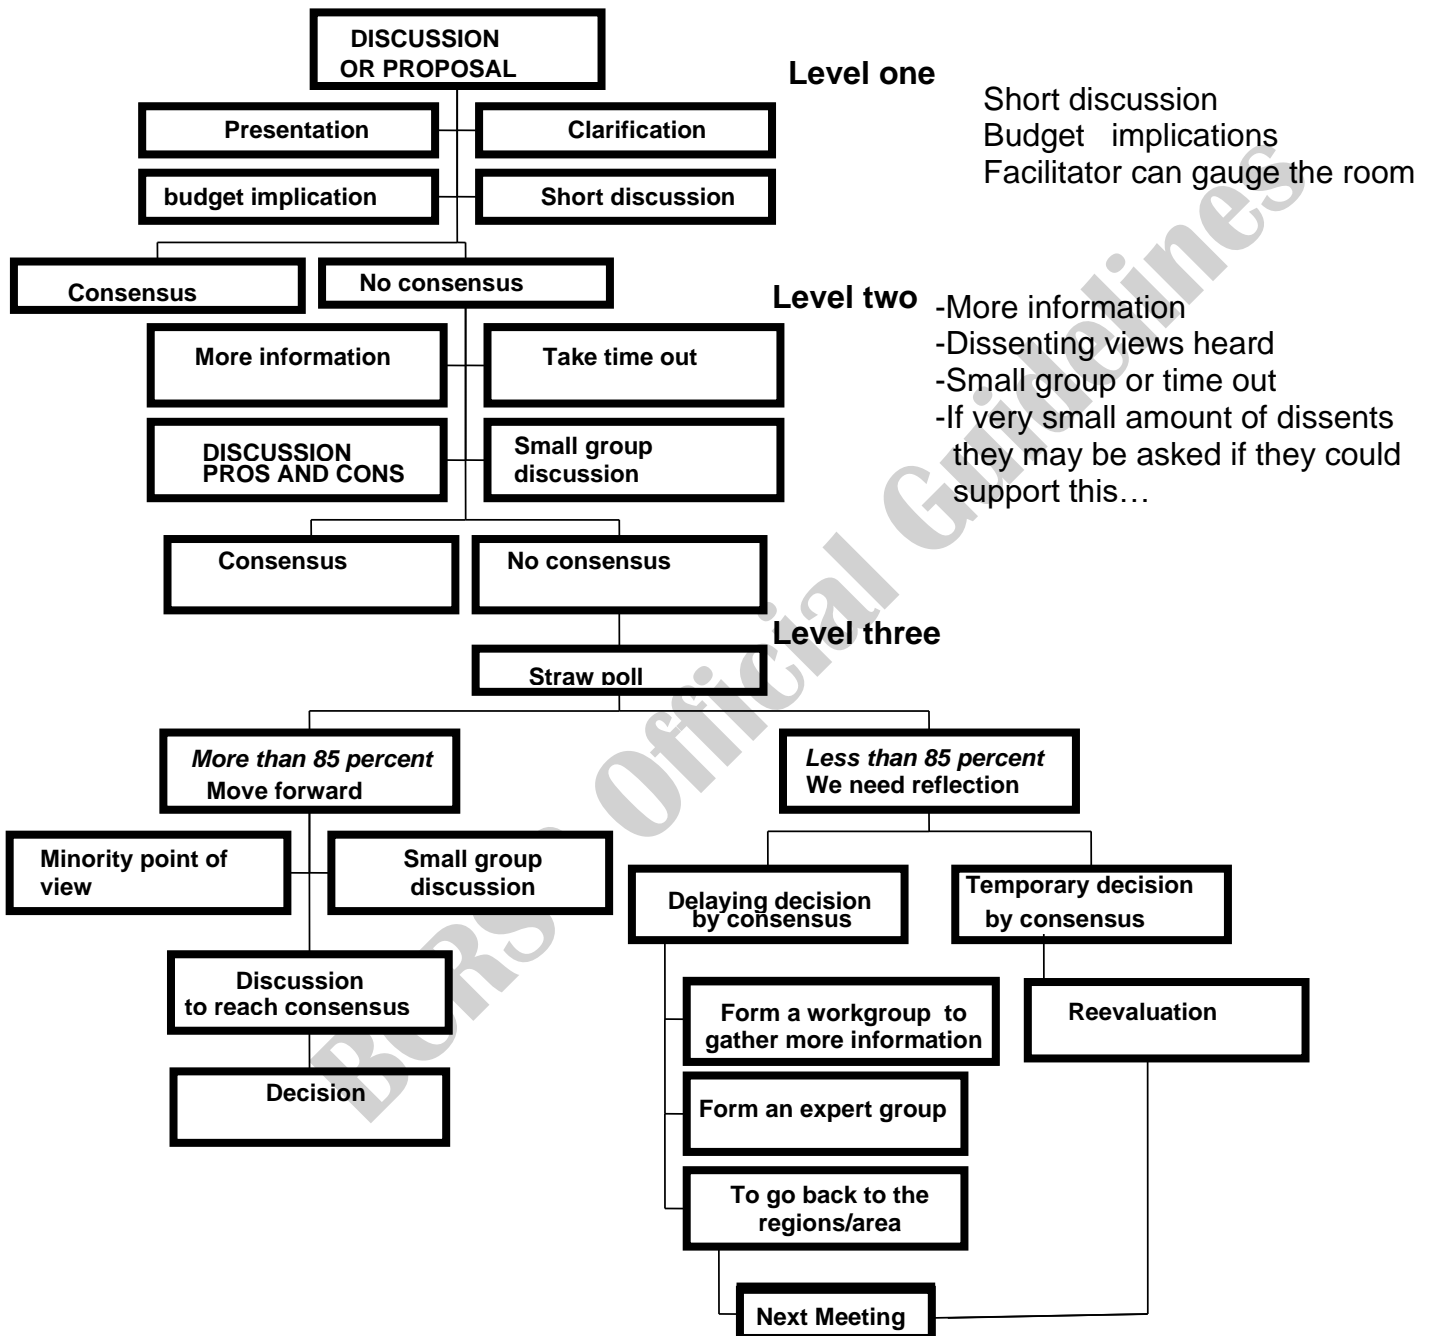 DISCUSSION
OR PROPOSAL
Level one
Short discussion
Budget implications
Facilitator can gauge the room
Presentation
Clarification
budget implication
Short discussion
Consensus
No consensus
Level two
-More information
-Dissenting views heard
-Small group or time out
-If very small amount of dissents
they may be asked if they could
support this…
More information
Take time out
DISCUSSION
PROS AND CONS
Small group
discussion
Consensus
No consensus
Level three
Straw poll
More than 85 percent
Move forward
Less than 85 percent
We need reflection
Minority point of
view
Small group
discussion
Delaying decision
by consensus
Temporary decision
by consensus
Discussion
to reach consensus
Form a workgroup to
gather more information
Reevaluation
Decision
Form an expert group
To go back to the
regions/area
Next Meeting
Official Guidelines